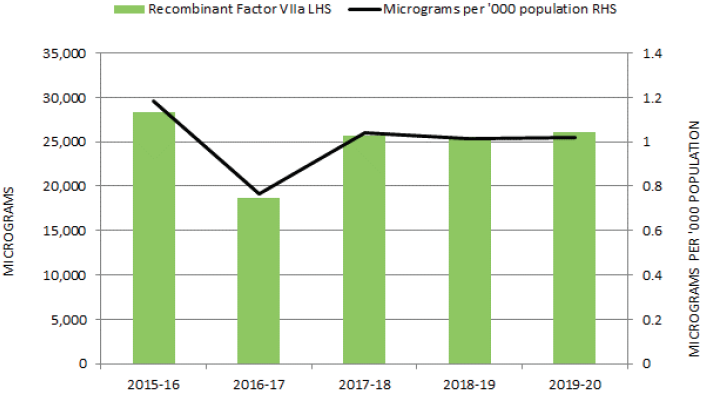 Recombinant Factor VIIa LHS Micrograms per '000 population RHS
35,000 1.4
30,000 1.2
25,000 1
20,000 0.8
15,000 0.6
10,000 0.4
5,000 0.2
0 0
MICROGRAMS
MICROGRAMS PER '000 POPULATION
2015-16 2016-17 2017-18 2018-19 2019-20